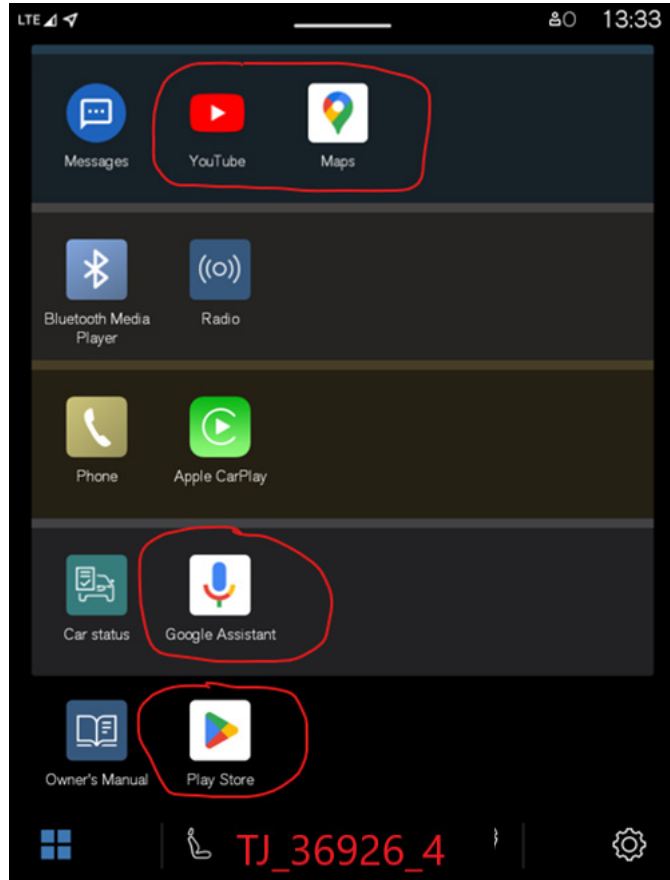 LTE 13:33
Messages YouTube Maps
Bluetooth Media
Player
Radio
Phone Apple CarPlay
Car status Google Assistant
Owner's Manual Play Store
TJ_36926_4